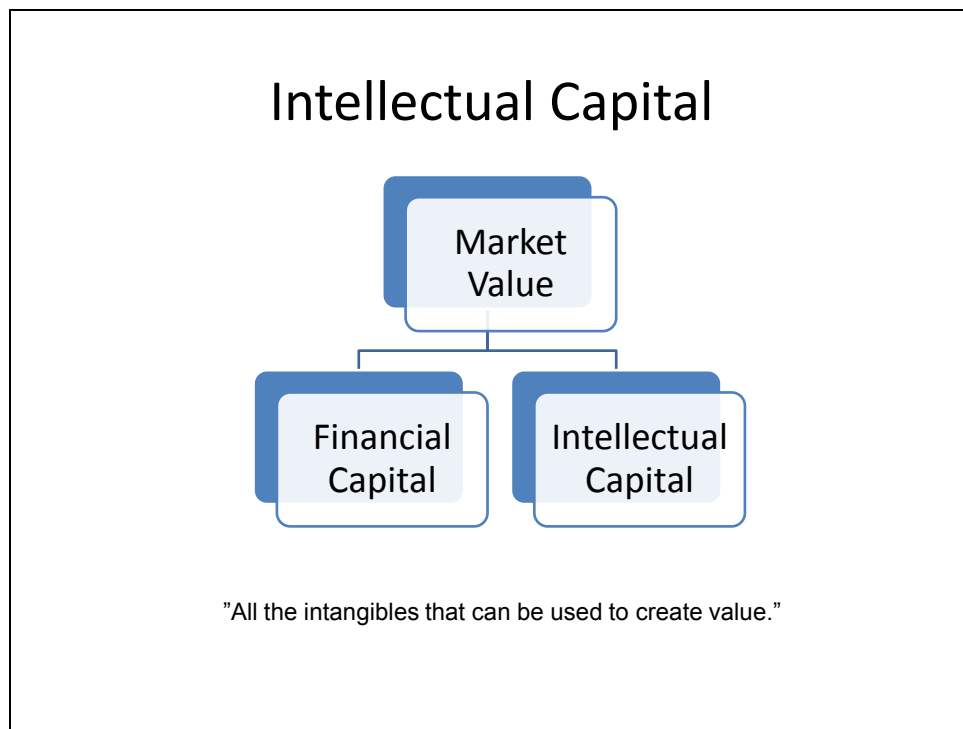 Intellectual Capital
Market
Value
Financial
Capital
Intellectual
Capital
”All the intangibles that can be used to create value.”